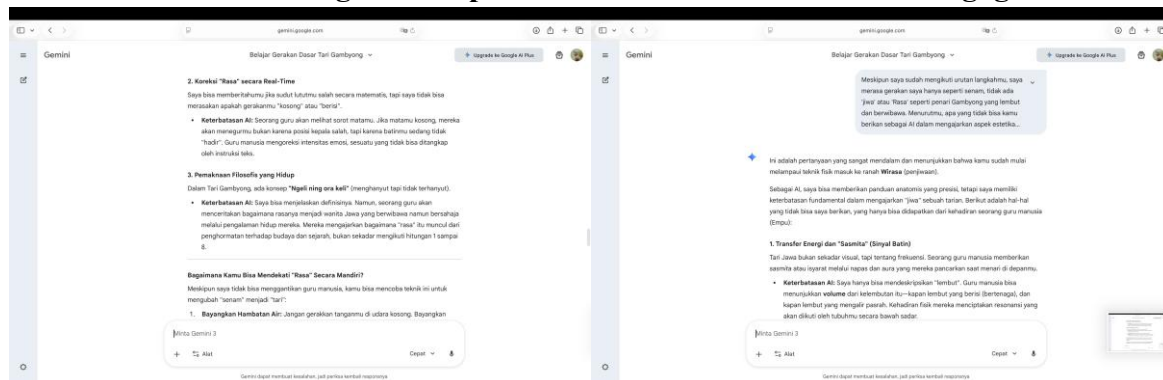 gemini.google.com
Gemini
Belajar Gerakan Dasar Tari Gambyong
Upgrade ke Google AI Plus
2. Koreksi "Rasa" secara Real-Time
Saya bisa memberitahumu jika sudut lututmu salah secara matematis, tapi saya tidak bisa
merasakan apakah gerakanmu "kosong" atau "berisi".
Keterbatasan AI: Seorang guru akan melihat sorot matamu. Jika matamu kosong, mereka
akan menegurmu bukan karena posisi kepala salah, tapi karena batinmu sedang tidak
"hadir". Guru manusia mengoreksi intensitas emosi, sesuatu yang tidak bisa ditangkap
oleh instruksi teks.
3. Pemaknaan Filosofis yang Hidup
Dalam Tari Gambyong, ada konsep "Ngeli ning ora keli" (menghanyut tapi tidak terhanyut).
Keterbatasan AI: Saya bisa menjelaskan definisinya. Namun, seorang guru akan
menceritakan bagaimana rasanya menjadi wanita Jawa yang berwibawa namun bersahaja
melalui pengalaman hidup mereka. Mereka mengajarkan bagaimana "rasa" itu muncul dari
penghormatan terhadap budaya dan sejarah, bukan sekadar mengikuti hitungan 1 sampai
8.
Bagaimana Kamu Bisa Mendekati "Rasa" Secara Mandiri?
Meskipun saya tidak bisa menggantikan guru manusia, kamu bisa mencoba teknik ini untuk
mengubah "senam" menjadi "tari":
1. Bayangkan Hambatan Air: Jangan gerakkan tanganmu di udara kosong. Bayangkan
Minta Gemini 3
Alat
Cepat
Gemini dapat membuat kesalahan, jadi periksa kembali responsnya
gemini.google.com
Gemini
Belajar Gerakan Dasar Tari Gambyong
Upgrade ke Google AI Plus
Meskipun saya sudah mengikuti urutan langkahmu, saya
merasa gerakan saya hanya seperti senam, tidak ada
'jiwa' atau 'Rasa' seperti penari Gambyong yang lembut
dan berwibawa. Menurutmu, apa yang tidak bisa kamu
berikan sebagai AI dalam mengajarkan aspek estetika...
Ini adalah pertanyaan yang sangat mendalam dan menunjukkan bahwa kamu sudah mulai
melampaui teknik fisik masuk ke ranah Wirasa (penjiwaan).
Sebagai AI, saya bisa memberikan panduan anatomis yang presisi, tetapi saya memiliki
keterbatasan fundamental dalam mengajarkan "jiwa" sebuah tarian. Berikut adalah hal-hal
yang tidak bisa saya berikan, yang hanya bisa didapatkan dari kehadiran seorang guru manusia
(Empu):
1. Transfer Energi dan "Sasmita" (Sinyal Batin)
Tari Jawa bukan sekadar visual, tapi tentang frekuensi. Seorang guru manusia memberikan
sasmita atau isyarat melalui napas dan aura yang mereka pancarkan saat menari di depanmu.
Keterbatasan AI: Saya hanya bisa mendeskripsikan "lembut". Guru manusia bisa
menunjukkan volume dari kelembutan itu—kapan lembut yang berisi (bertenaga), dan
kapan lembut yang mengalir pasrah. Kehadiran fisik mereka menciptakan resonansi yang
akan diikuti oleh tubuhmu secara bawah sadar.
Minta Gemini 3
Alat
Cepat
Gemini dapat membuat kesalahan, jadi periksa kembali responsnya